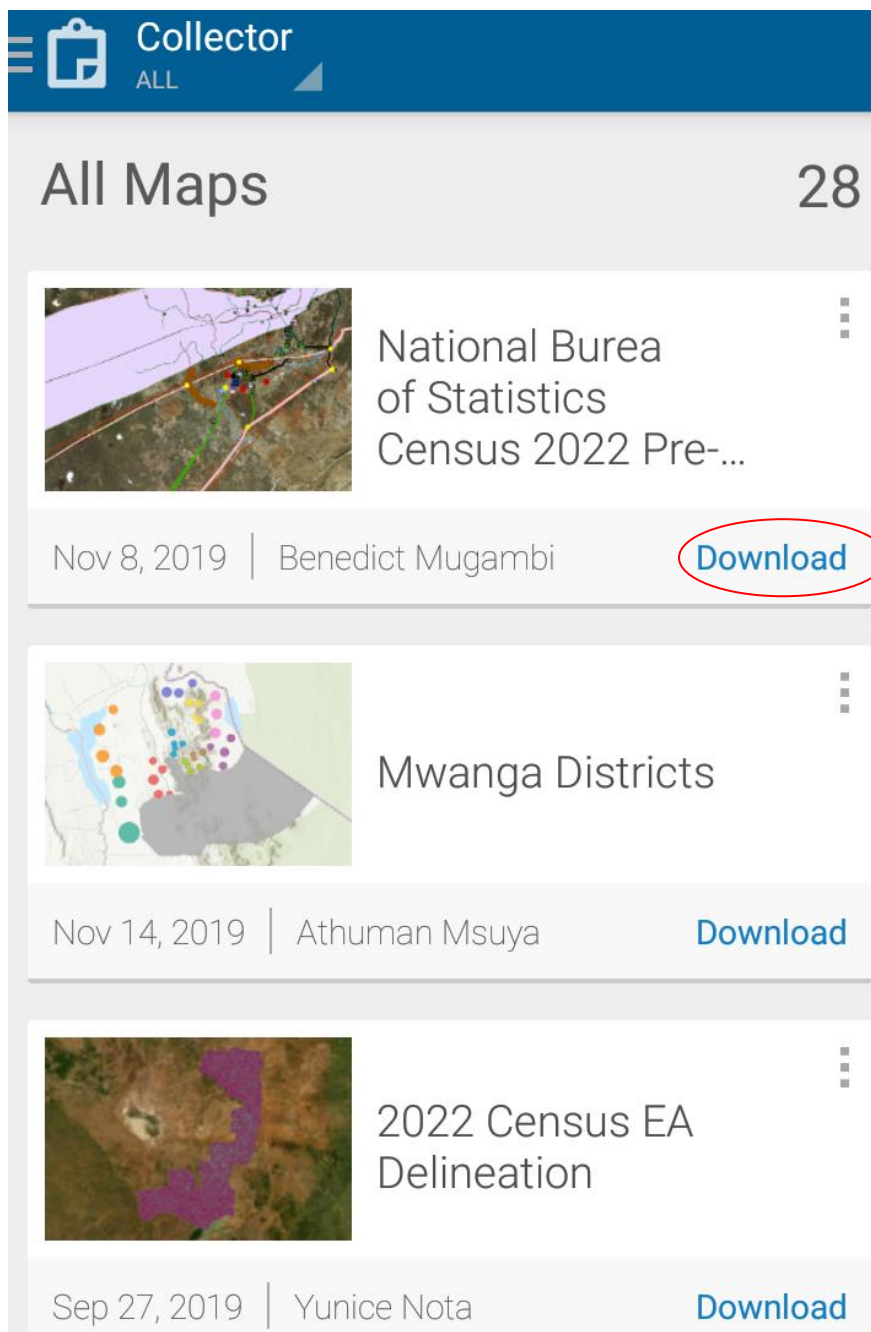 Collector
ALL
All Maps 28
National Burea
of Statistics
Census 2022 Pre-...
Nov 8, 2019 | Benedict Mugambi Download
Mwanga Districts
Nov 14, 2019 | Athuman Msuya Download
2022 Census EA
Delineation
Sep 27, 2019 | Yunice Nota Download